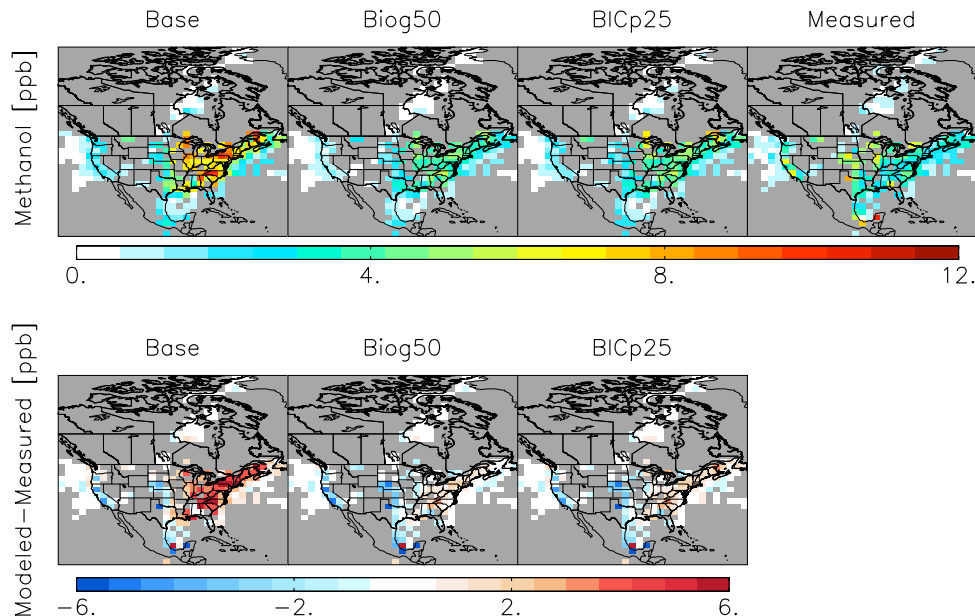 Base Biog50 BICp25 Measured
Methanol [ppb]
0. 4. 8. 12.
Base Biog50 BICp25
Modeled-Measured [ppb]
-6. -2. 2. 6.